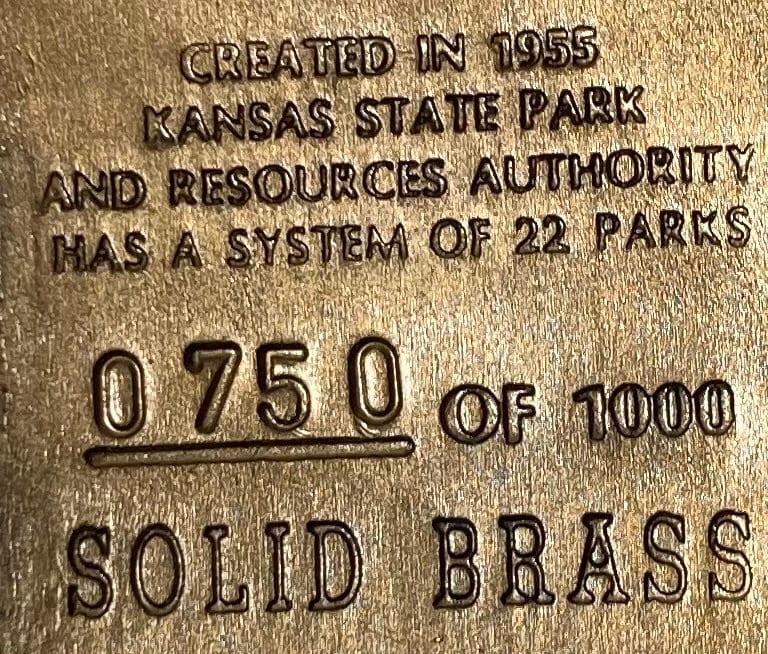 CREATED IN 1955
KANSAS STATE PARK
AND RESOURCES AUTHORITY
HAS A SYSTEM OF 22 PARKS
0750 OF 1000
SOLID BRASS